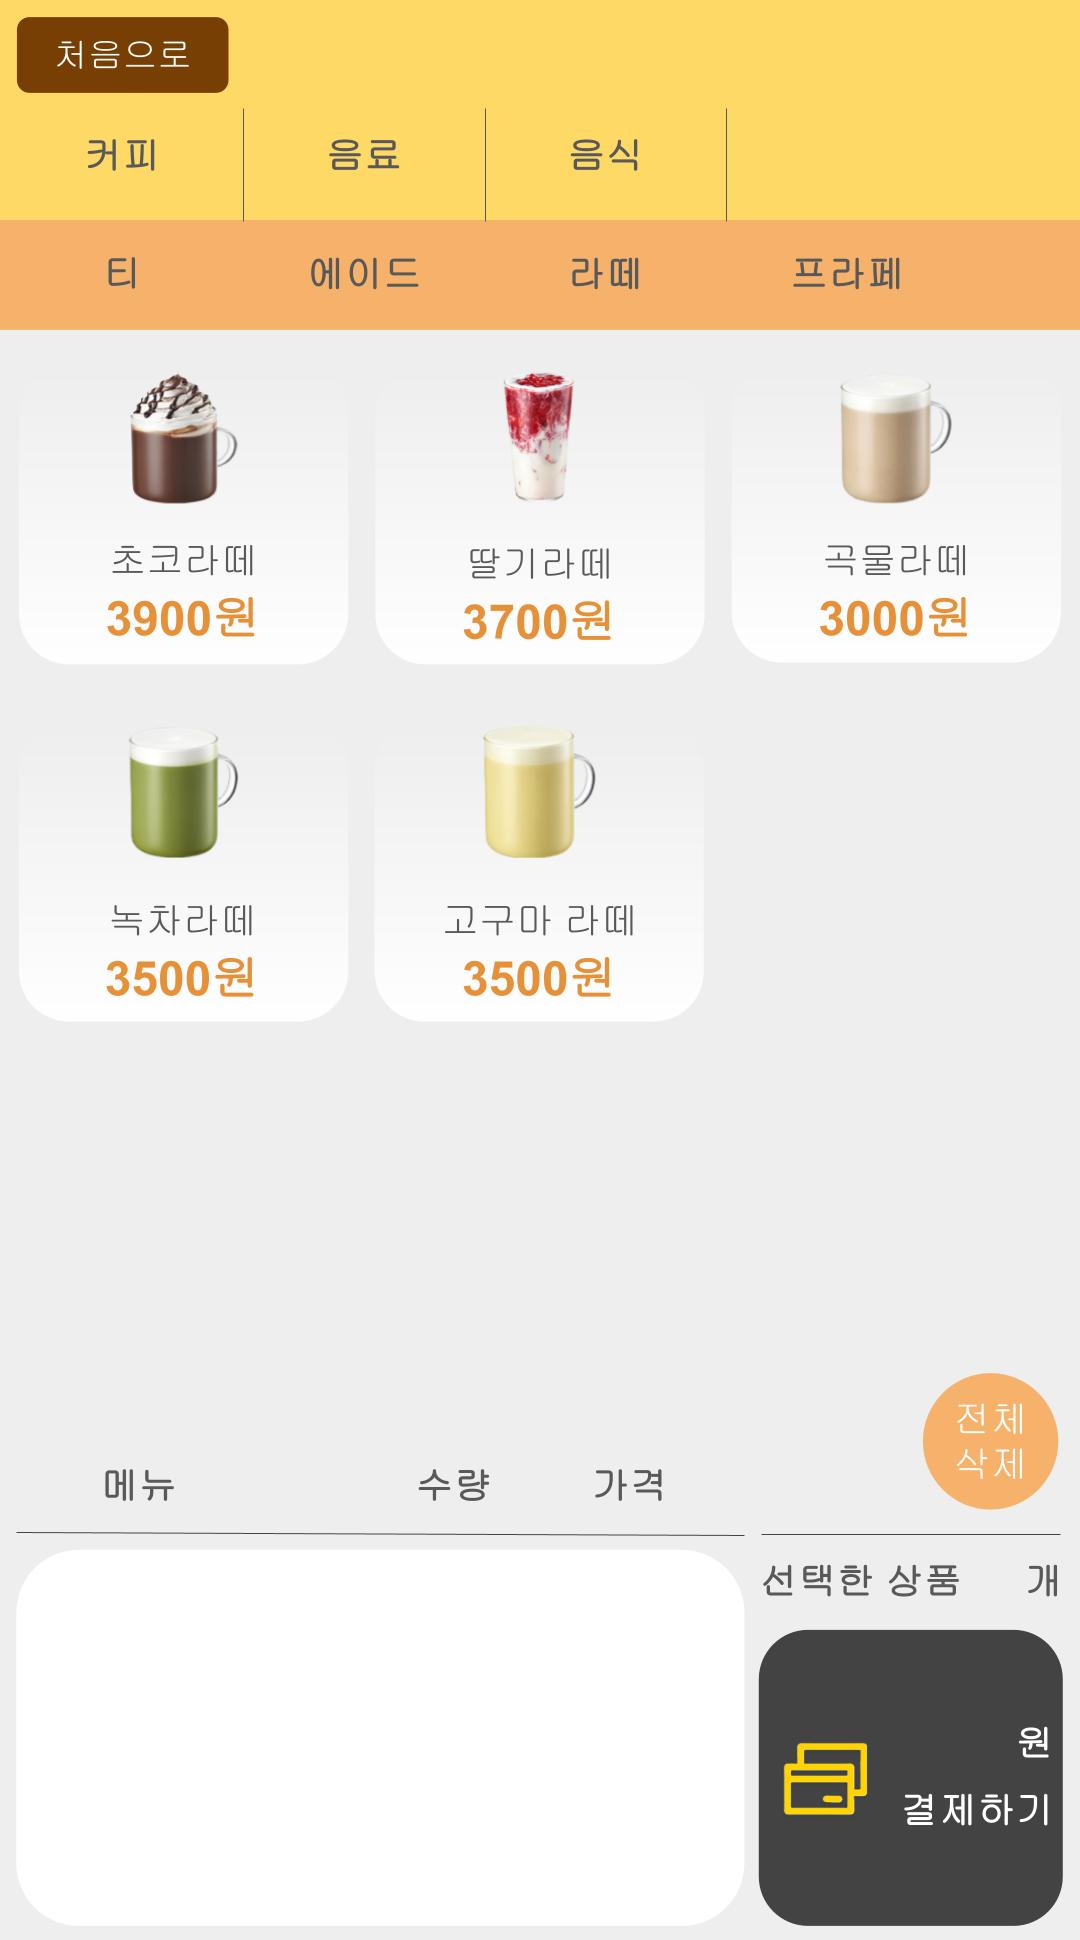 처음으로
커피 음료 음식
티 에이드 라떼 프라페
초코라떼 딸기라떼 곡물라떼
3900원 3700원 3000원
녹차라떼 고구마 라떼
3500원 3500원
전체
삭제
메뉴 수량 가격
선택한 상품 개
원
결제하기